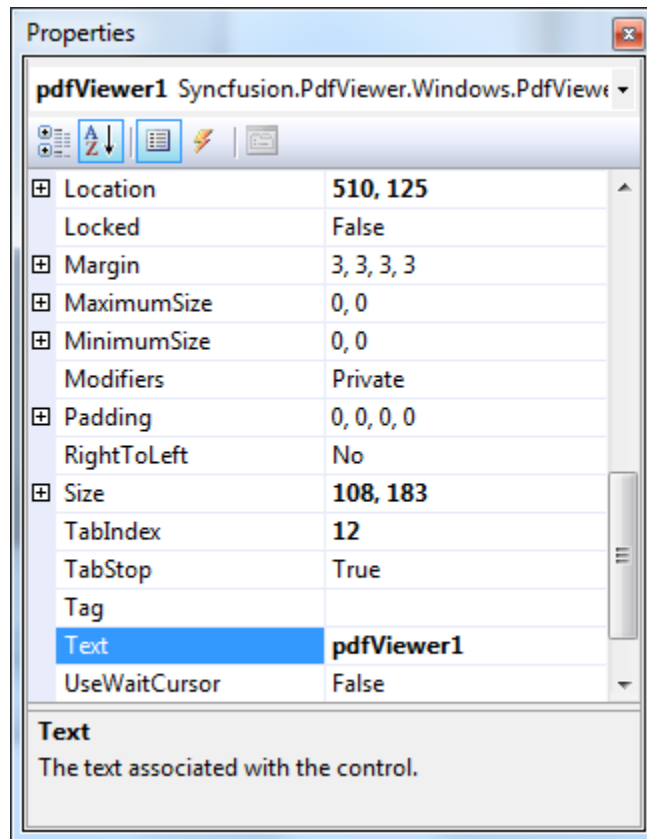 Properties
pdfViewer1 Syncfusion.PdfViewer.Windows.PdfViewe
Location 510, 125
Locked False
Margin 3, 3, 3, 3
MaximumSize 0, 0
MinimumSize 0, 0
Modifiers Private
Padding 0, 0, 0, 0
RightToLeft No
Size 108, 183
TabIndex 12
TabStop True
Tag
Text pdfViewer1
UseWaitCursor False
Text
The text associated with the control.